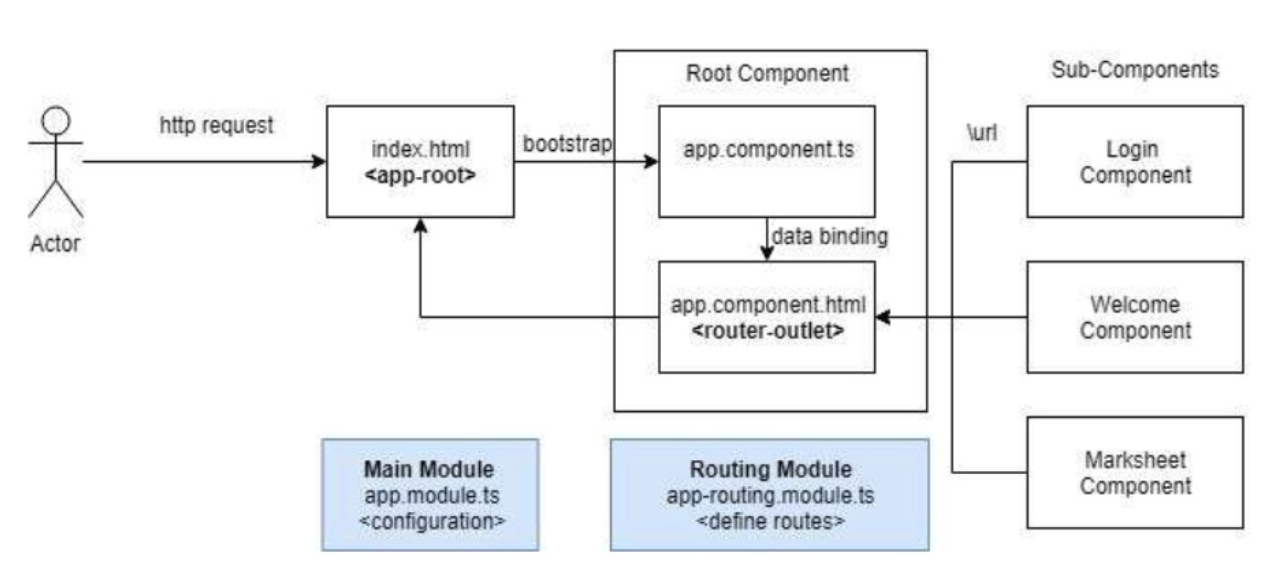 http request
Actor
index.html
<app-root>
bootstrap
Root Component
app.component.ts
data binding
app.component.html
<router-outlet>
Sub-Components
\url
Login
Component
Welcome
Component
Marksheet
Component
Main Module
app.module.ts
<configuration>
Routing Module
app-routing.module.ts
<define routes>